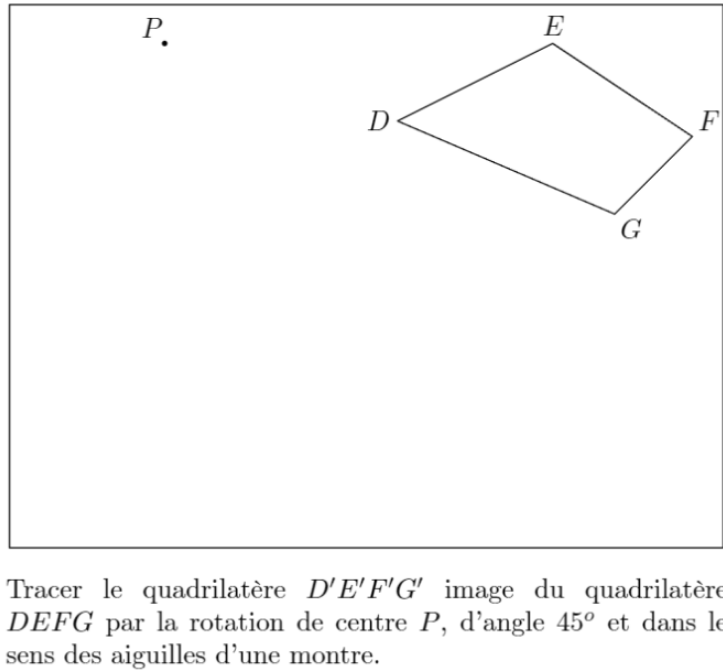 P
E
D
F
G
Tracer le quadrilatère D'E'F'G' image du quadrilatère
DEFG par la rotation de centre P, d'angle 45° et dans le
sens des aiguilles d'une montre.